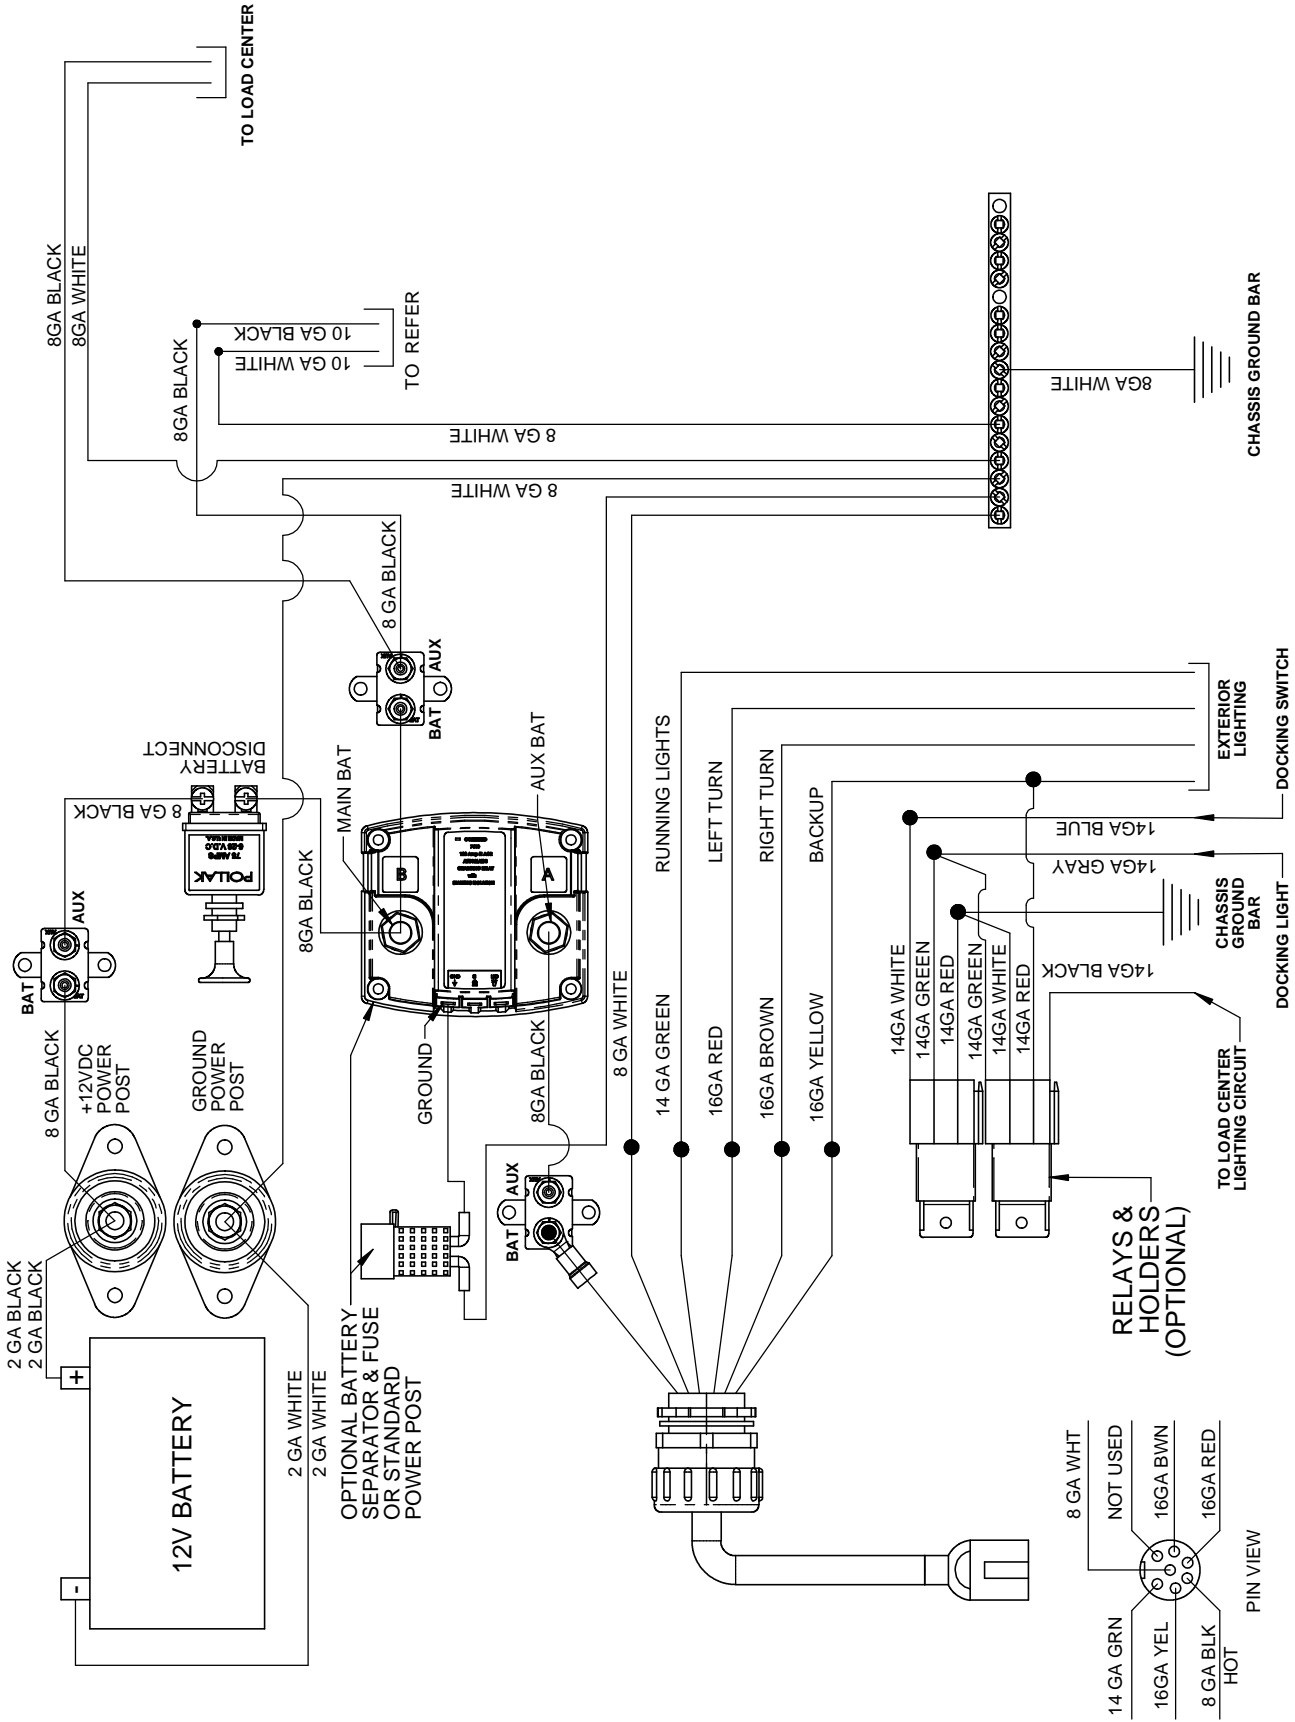 TO LOAD CENTER
8GA BLACK
8GA WHITE
8GA BLACK
10 GA BLACK
10 GA WHITE
TO REFER
8 GA WHITE
8 GA WHITE
8GA WHITE
CHASSIS GROUND BAR
8 GA BLACK
BAT
AUX
BATTERY
DISCONNECT
8 GA BLACK
POLLAK
75 AMPS
6-28 V.D.C
8GA BLACK
MAIN BAT
AUX BAT
B
A
BAT
AUX
8 GA BLACK
+12VDC
POWER
POST
GROUND
POWER
POST
2 GA BLACK
2 GA BLACK
+
-
12V BATTERY
2 GA WHITE
2 GA WHITE
OPTIONAL BATTERY
SEPARATOR & FUSE
OR STANDARD
POWER POST
GROUND
8GA BLACK
BAT
AUX
8 GA WHITE
14 GA GREEN
RUNNING LIGHTS
16GA RED
LEFT TURN
16GA BROWN
RIGHT TURN
16GA YELLOW
BACKUP
EXTERIOR
LIGHTING
DOCKING SWITCH
14GA BLUE
14GA GRAY
CHASSIS
GROUND
BAR
DOCKING LIGHT
14GA WHITE
14GA GREEN
14GA RED
14GA GREEN
14GA WHITE
14GA RED
14GA BLACK
TO LOAD CENTER
LIGHTING CIRCUIT
RELAYS &
HOLDERS
(OPTIONAL)
8 GA WHT
NOT USED
16GA BWN
16GA RED
14 GA GRN
16GA YEL
8 GA BLK
HOT
PIN VIEW